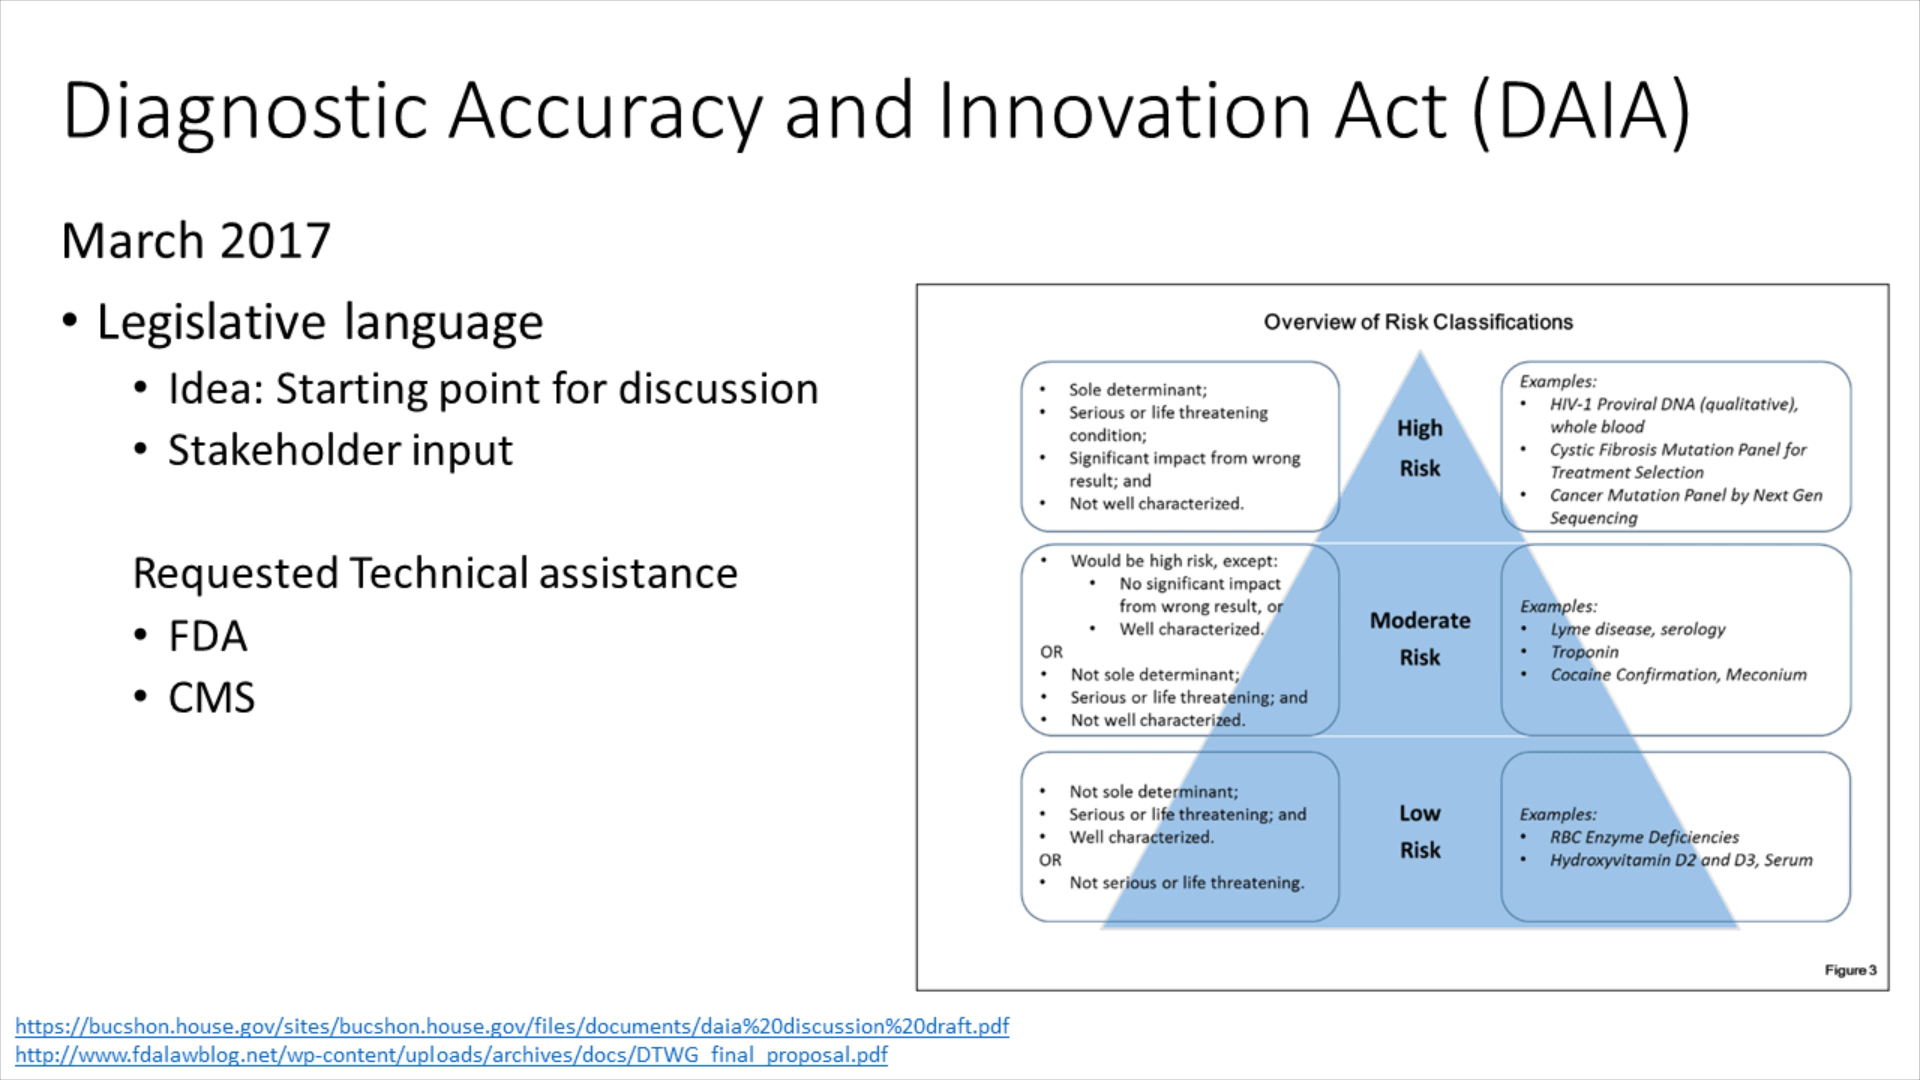 Diagnostic Accuracy and Innovation Act (DAIA)
March 2017
• Legislative language
• Idea: Starting point for discussion
• Stakeholder input
Requested Technical assistance
• FDA
• CMS
Overview of Risk Classifications
• Sole determinant;
• Serious or life threatening
condition;
• Significant impact from wrong
result; and
• Not well characterized.
High
Risk
Examples:
• HIV-1 Proviral DNA (qualitative),
whole blood
• Cystic Fibrosis Mutation Panel for
Treatment Selection
• Cancer Mutation Panel by Next Gen
Sequencing
• Would be high risk, except:
• No significant impact
from wrong result, or
• Well characterized.
OR
• Not sole determinant;
• Serious or life threatening; and
• Not well characterized.
Moderate
Risk
Examples:
• Lyme disease, serology
• Troponin
• Cocaine Confirmation, Meconium
• Not sole determinant;
• Serious or life threatening; and
• Well characterized.
OR
• Not serious or life threatening.
Low
Risk
Examples:
• RBC Enzyme Deficiencies
• Hydroxyvitamin D2 and D3, Serum
Figure 3
https://bucshon.house.gov/sites/bucshon.house.gov/files/documents/daia%20discussion%20draft.pdf
http://www.fdalawblog.net/wp-content/uploads/archives/docs/DTWG_final_proposal.pdf